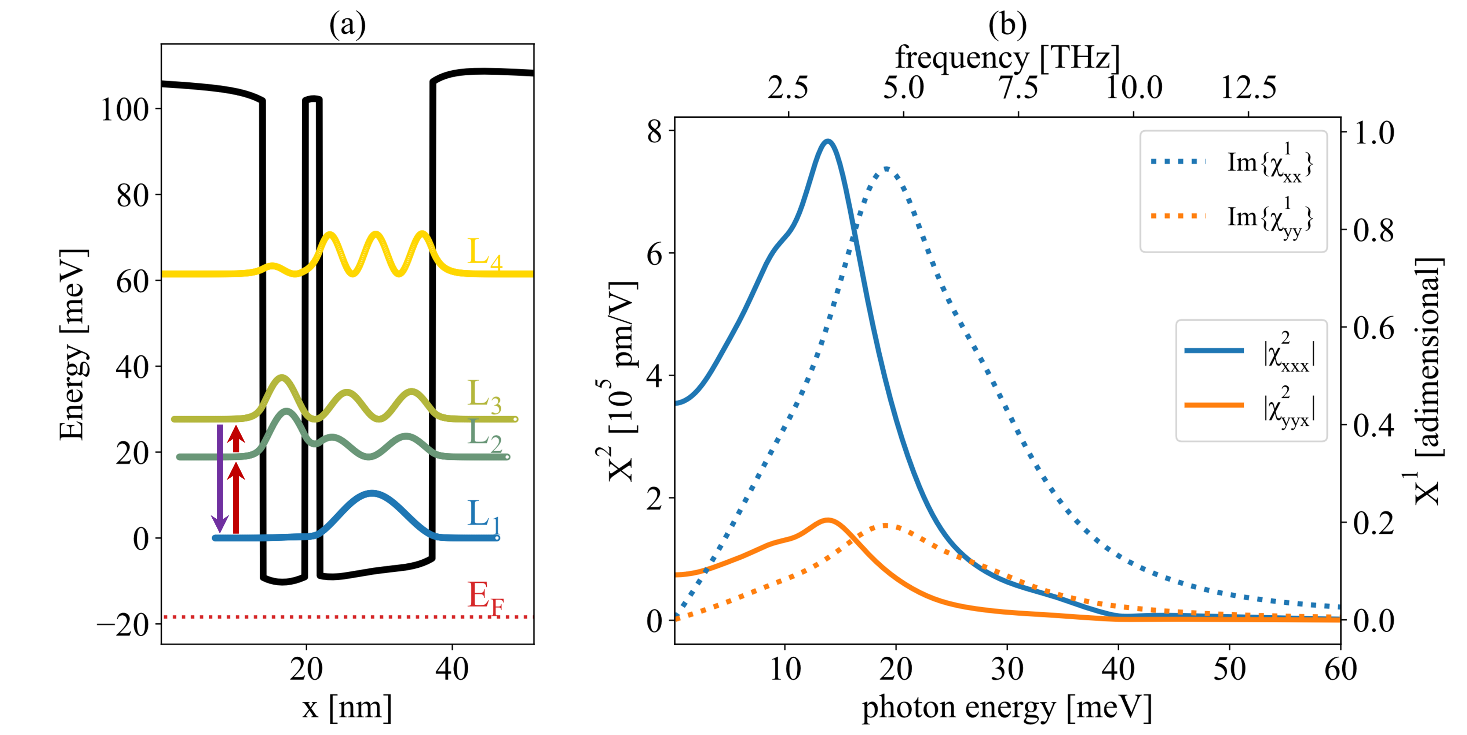 (a)
Energy [meV]
100
80
60
40
20
0
−20
L4
L3
L2
L1
EF
20 40
x [nm]
(b)
frequency [THz]
2.5 5.0 7.5 10.0 12.5
X² [10⁵ pm/V]
8
6
4
2
0
Im{χ¹xx}
Im{χ¹yy}
|χ²xxx|
|χ²yyx|
1.0
0.8
0.6
0.4
0.2
0.0
X¹ [adimensional]
10 20 30 40 50 60
photon energy [meV]